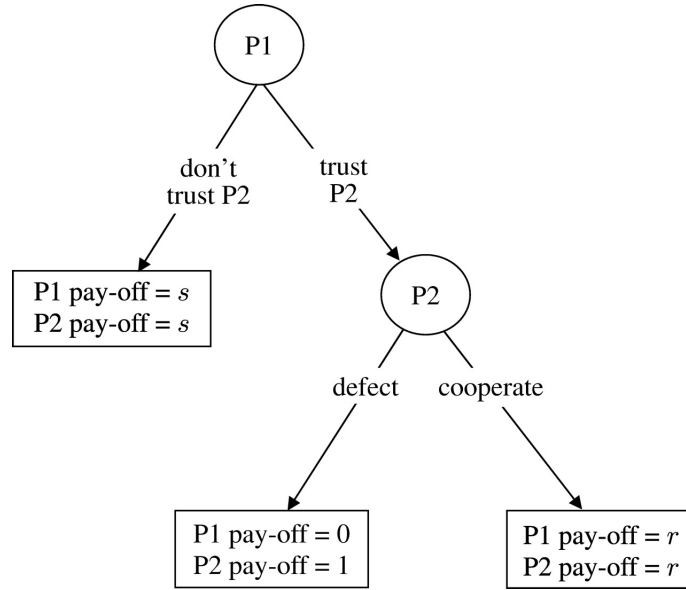 P1
don't
trust P2
trust
P2
P1 pay-off = s
P2 pay-off = s
P2
defect
cooperate
P1 pay-off = 0
P2 pay-off = 1
P1 pay-off = r
P2 pay-off = r